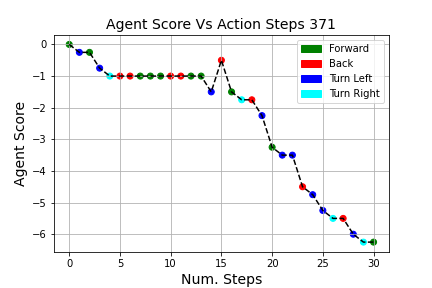 Agent Score Vs Action Steps 371
Agent Score
0
−1
−2
−3
−4
−5
−6
Forward
Back
Turn Left
Turn Right
0 5 10 15 20 25 30
Num. Steps